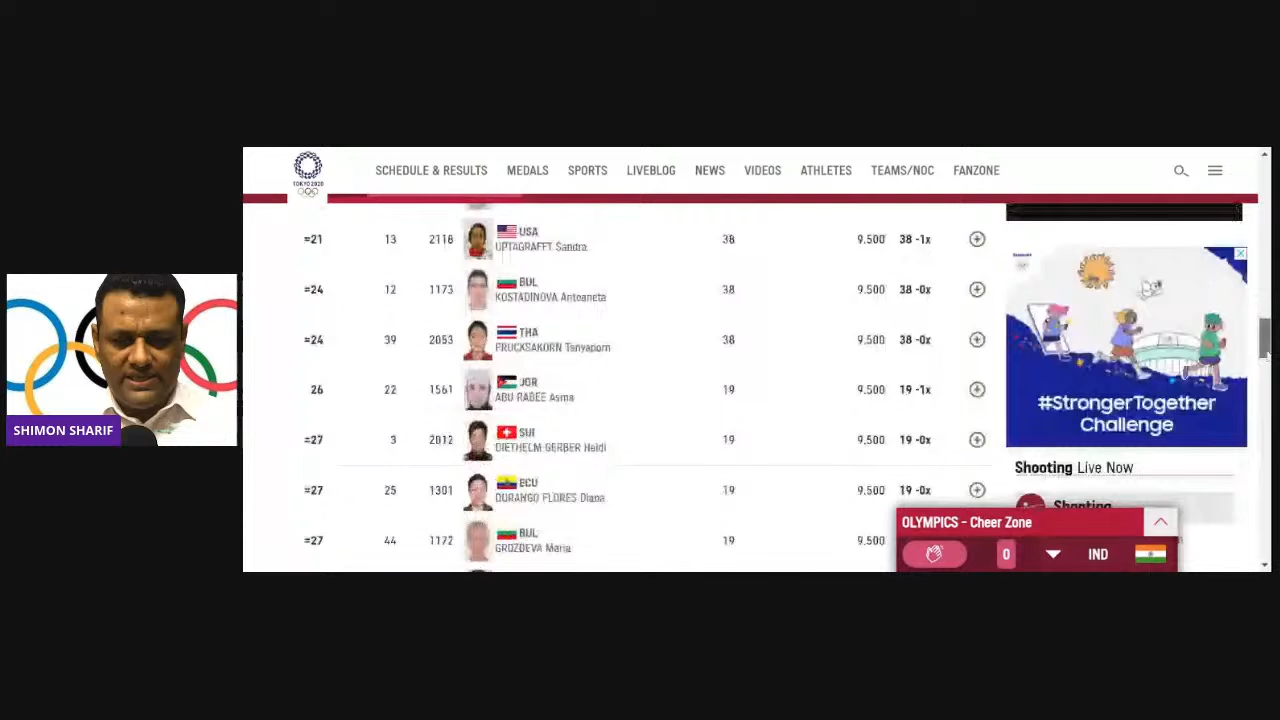 TOKYO 2020
SCHEDULE & RESULTS MEDALS SPORTS LIVEBLOG NEWS VIDEOS ATHLETES TEAMS/NOC FANZONE
=21 13 2118 USA 38 9.500 38 -1x
UPTAGRAFFT Sandra
=24 12 1173 BUL 38 9.500 38 -0x
KOSTADINOVA Antoaneta
=24 39 2053 THA 38 9.500 38 -0x
PRUCKSAKORN Tanyaporn
26 22 1561 JOR 19 9.500 19 -1x
ABU RABEE Asma
=27 3 2012 SUI 19 9.500 19 -0x
DIETHELM GERBER Heidi
=27 25 1301 ECU 19 9.500 19 -0x
DURANGO FLORES Diana
=27 44 1172 BUL 19 9.500
GROZDEVA Maria
#StrongerTogether
Challenge
Shooting Live Now
Shooting
OLYMPICS - Cheer Zone
0 IND
SHIMON SHARIF